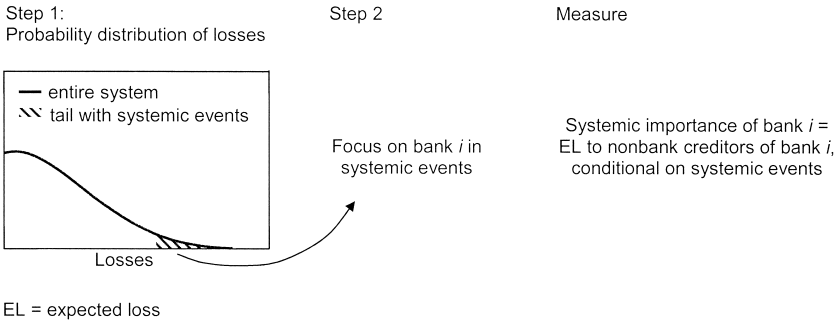 Step 1:
Probability distribution of losses
Step 2
Measure
entire system
tail with systemic events
Losses
Focus on bank i in
systemic events
Systemic importance of bank i =
EL to nonbank creditors of bank i,
conditional on systemic events
EL = expected loss